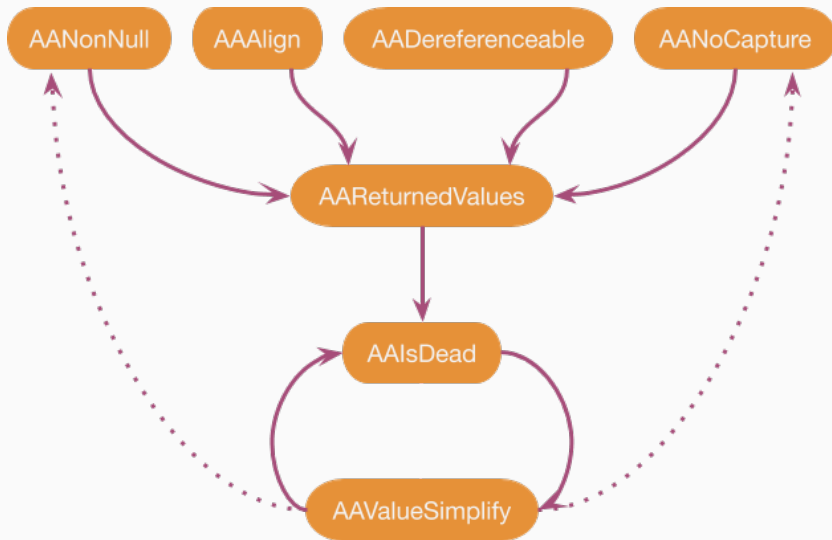 AANonNull
AAAlign
AADereferenceable
AANoCapture
AAReturnedValues
AAIsDead
AAValueSimplify